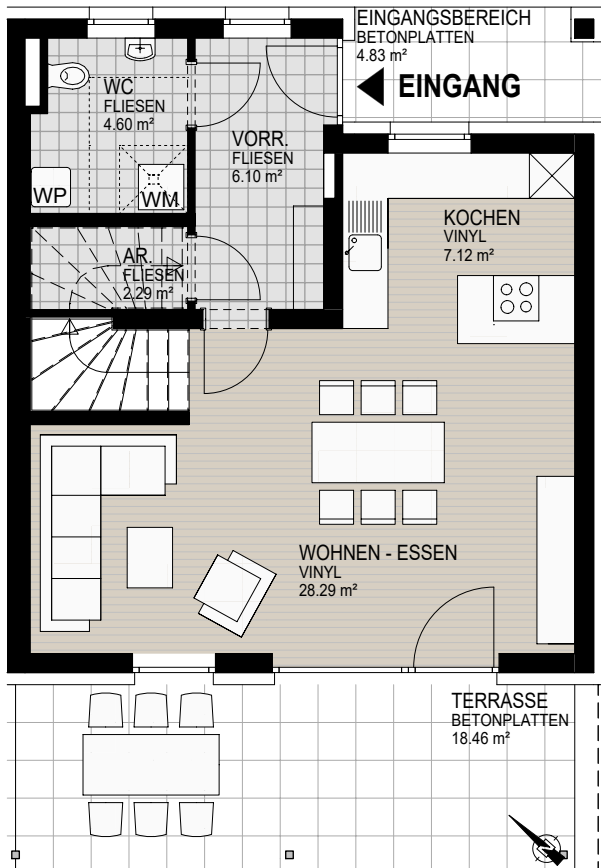 EINGANGSBEREICH
BETONPLATTEN
4.83 m²
EINGANG
WC
FLIESEN
4.60 m²
VORR.
FLIESEN
6.10 m²
WP
WM
KOCHEN
VINYL
7.12 m²
AR.
FLIESEN
2.29 m²
WOHNEN - ESSEN
VINYL
28.29 m²
TERRASSE
BETONPLATTEN
18.46 m²